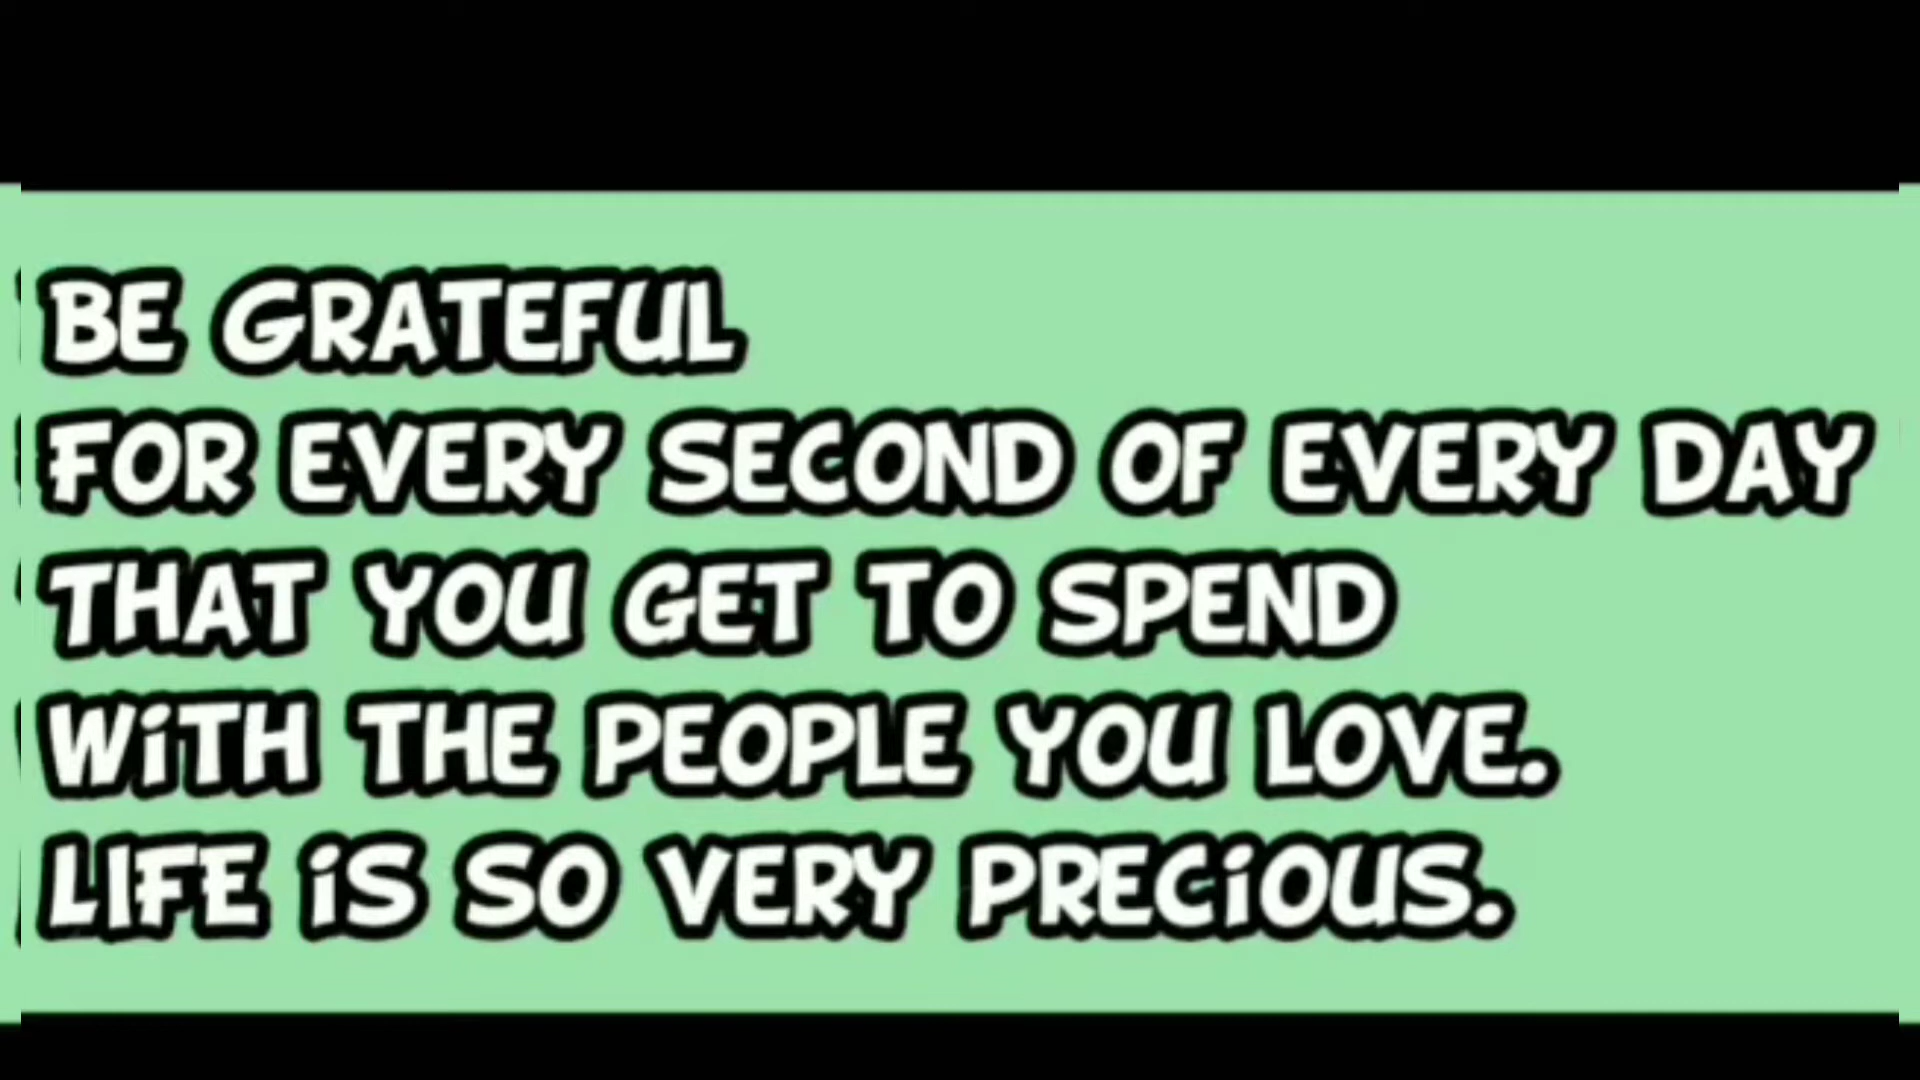 BE GRATEFUL
FOR EVERY SECOND OF EVERY DAY
THAT YOU GET TO SPEND
WiTH THE PEOPLE YOU LOVE.
LIFE iS SO VERY PRECiOUS.